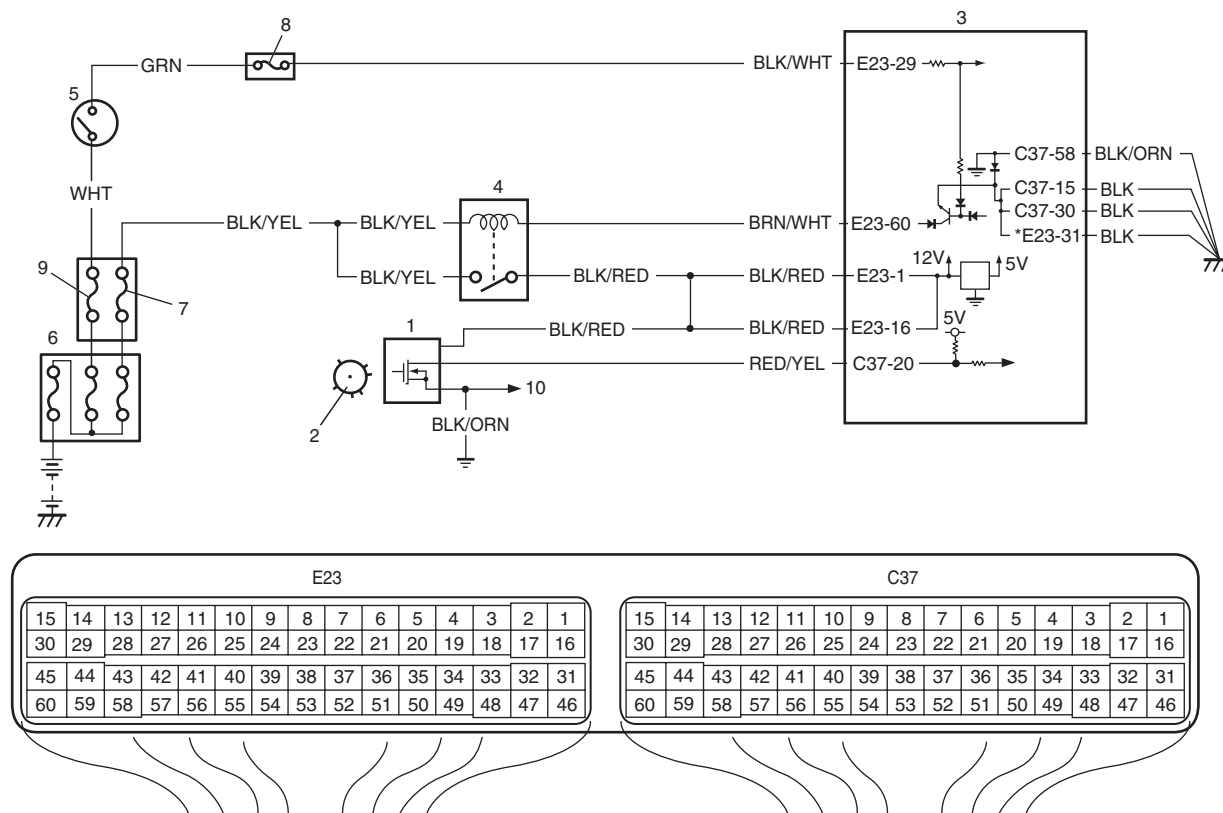 3
8
GRN
BLK/WHT
E23-29
5
C37-58
BLK/ORN
WHT
4
C37-15
BLK
BLK/YEL
BLK/YEL
BRN/WHT
E23-60
C37-30
BLK
*E23-31
BLK
12V
5V
9
BLK/YEL
BLK/RED
BLK/RED
E23-1
7
1
5V
6
BLK/RED
BLK/RED
E23-16
RED/YEL
C37-20
10
2
BLK/ORN
E23
C37
15 14 13 12 11 10 9 8 7 6 5 4 3 2 1
15 14 13 12 11 10 9 8 7 6 5 4 3 2 1
30 29 28 27 26 25 24 23 22 21 20 19 18 17 16
30 29 28 27 26 25 24 23 22 21 20 19 18 17 16
45 44 43 42 41 40 39 38 37 36 35 34 33 32 31
45 44 43 42 41 40 39 38 37 36 35 34 33 32 31
60 59 58 57 56 55 54 53 52 51 50 49 48 47 46
60 59 58 57 56 55 54 53 52 51 50 49 48 47 46